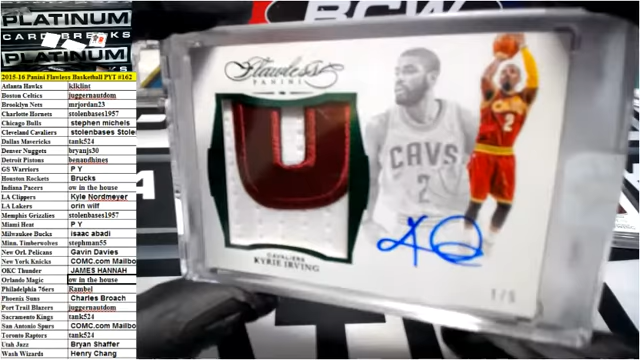 PLATINUM
CARD BREAKS
PLATINUM
2015-16 Panini Flawless Basketball PYT #162
Atlanta Hawks klklint
Boston Celtics juggernautdom
Brooklyn Nets mrjordan23
Charlotte Hornets stolenbases1957
Chicago Bulls stephen michels
Cleveland Cavaliers stolenbases Stole
Dallas Mavericks tank524
Denver Nuggets bryanjs30
Detroit Pistons benandhines
GS Warriors P Y
Houston Rockets Brucks
Indiana Pacers ow in the house
LA Clippers Kyle Nordmeyer
LA Lakers orin wilf
Memphis Grizzlies stolenbases1957
Miami Heat P Y
Milwaukee Bucks isaac abadi
Minn. Timberwolves stephman55
New Orl. Pelicans Gavin Davies
New York Knicks COMC.com Mailbo
OKC Thunder JAMES HANNAH
Orlando Magic ow in the house
Philadelphia 76ers Rambel
Phoenix Suns Charles Broach
Port Trail Blazers juggernautdom
Sacramento Kings tank524
San Antonio Spurs COMC.com Mailbo
Toronto Raptors tank524
Utah Jazz Bryan Shaffer
Wash Wizards Henry Chang
Flawless
PANINI
CAVS
2
2
CAVALIERS
KYRIE IRVING